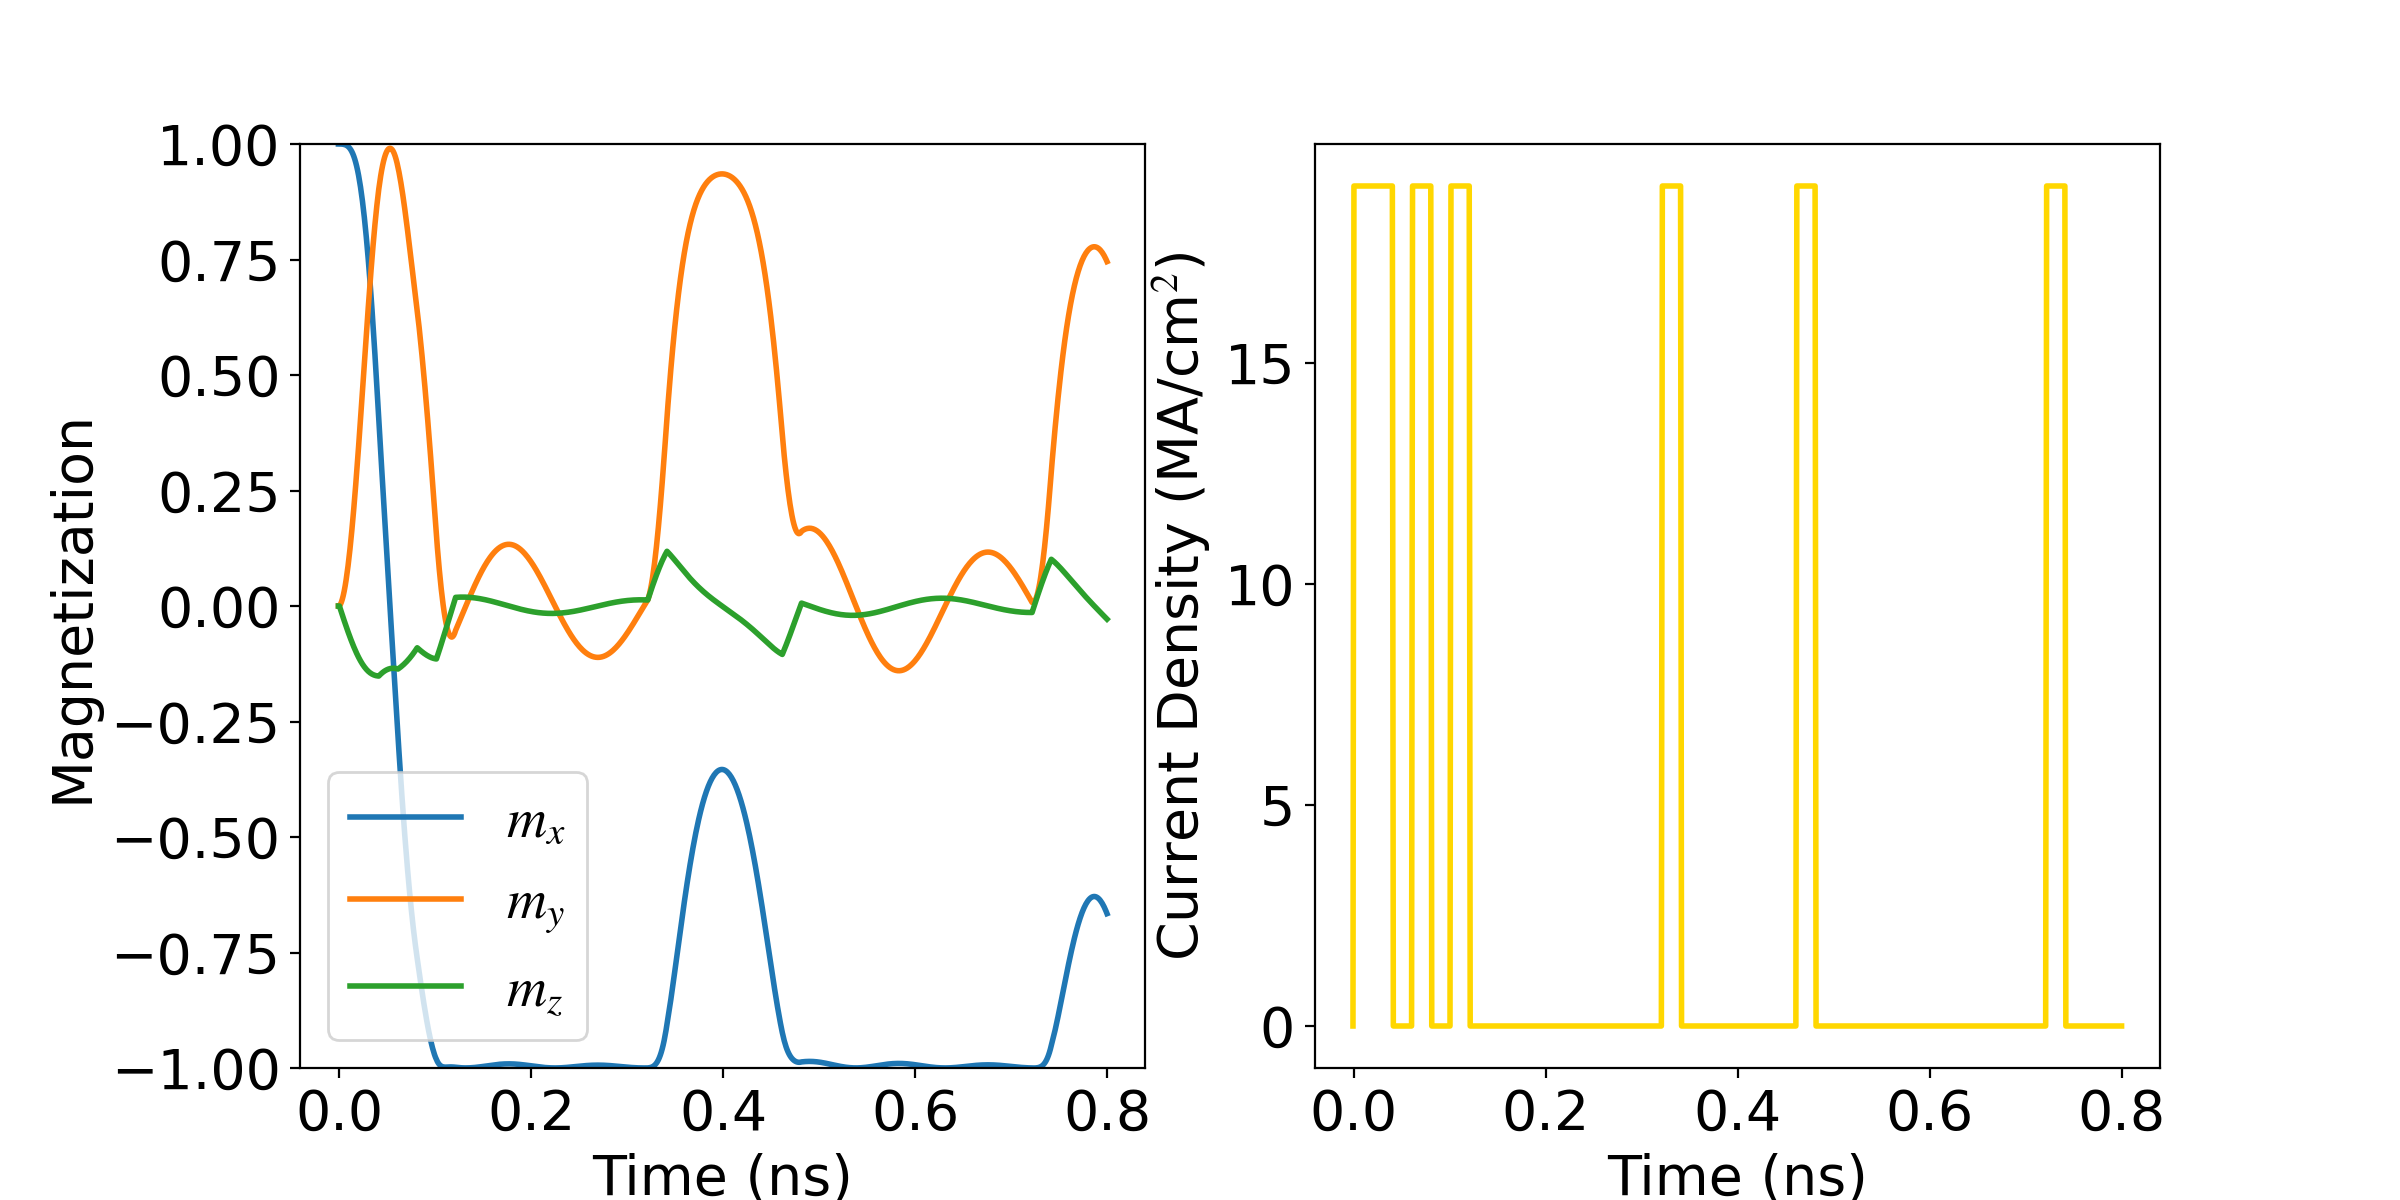 1.00
0.75
0.50
0.25
0.00
−0.25
−0.50
−0.75
−1.00
Magnetization
m_x
m_y
m_z
0.0 0.2 0.4 0.6 0.8
Time (ns)
Current Density (MA/cm²)
15
10
5
0
0.0 0.2 0.4 0.6 0.8
Time (ns)